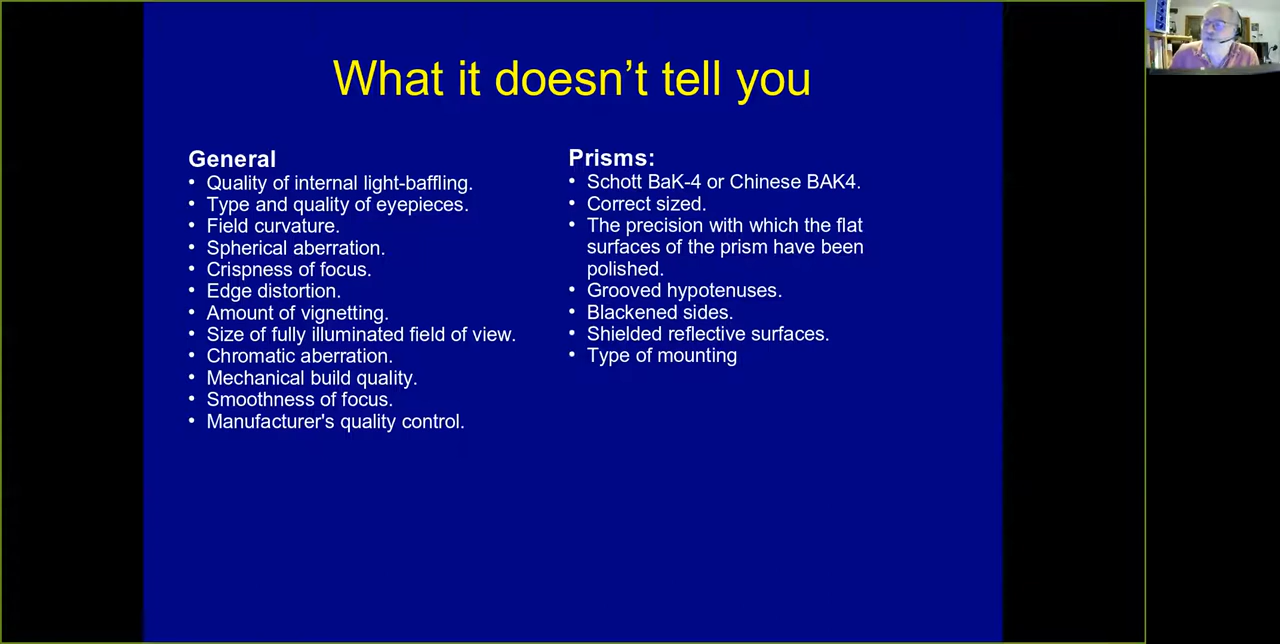 What it doesn’t tell you
General
• Quality of internal light-baffling.
• Type and quality of eyepieces.
• Field curvature.
• Spherical aberration.
• Crispness of focus.
• Edge distortion.
• Amount of vignetting.
• Size of fully illuminated field of view.
• Chromatic aberration.
• Mechanical build quality.
• Smoothness of focus.
• Manufacturer's quality control.
Prisms:
• Schott BaK-4 or Chinese BAK4.
• Correct sized.
• The precision with which the flat
surfaces of the prism have been
polished.
• Grooved hypotenuses.
• Blackened sides.
• Shielded reflective surfaces.
• Type of mounting